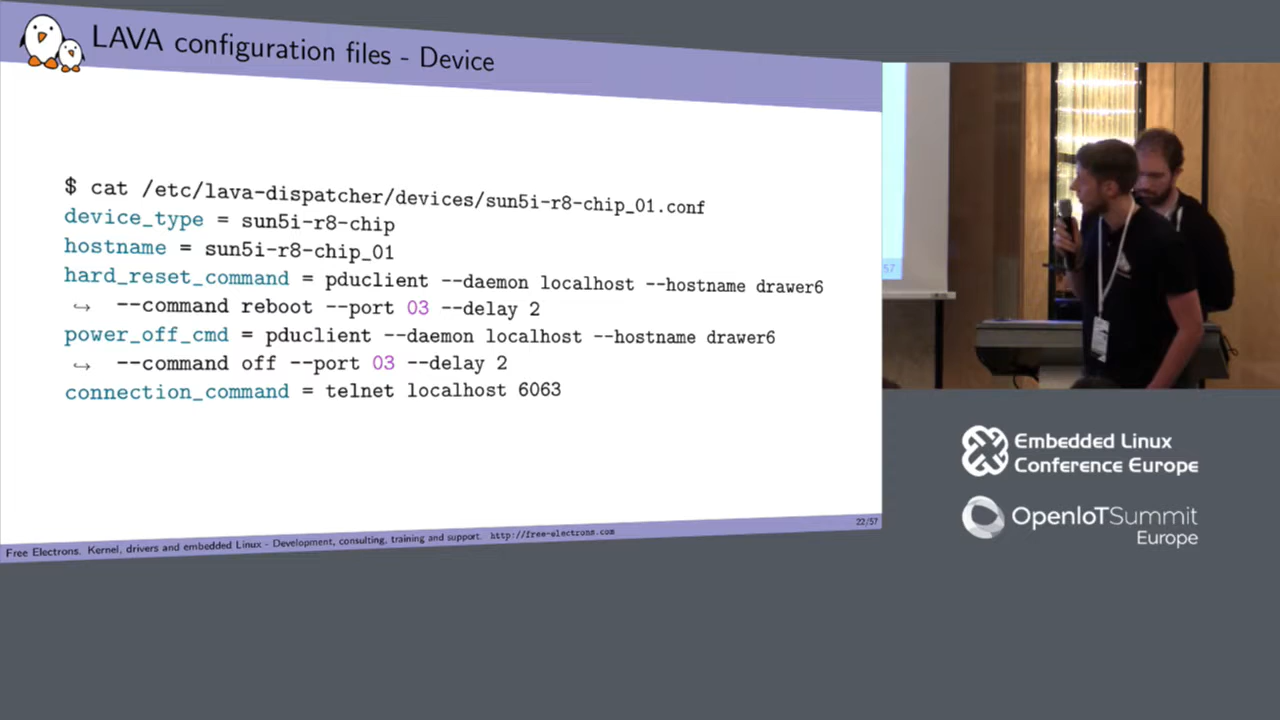 LAVA configuration files - Device
$ cat /etc/lava-dispatcher/devices/sun5i-r8-chip_01.conf
device_type = sun5i-r8-chip
hostname = sun5i-r8-chip_01
hard_reset_command = pduclient --daemon localhost --hostname drawer6
↪ --command reboot --port 03 --delay 2
power_off_cmd = pduclient --daemon localhost --hostname drawer6
↪ --command off --port 03 --delay 2
connection_command = telnet localhost 6063
Free Electrons. Kernel, drivers and embedded Linux - Development, consulting, training and support. http://free-electrons.com
22/57
57
Embedded Linux
Conference Europe
OpenIoTSummit
Europe